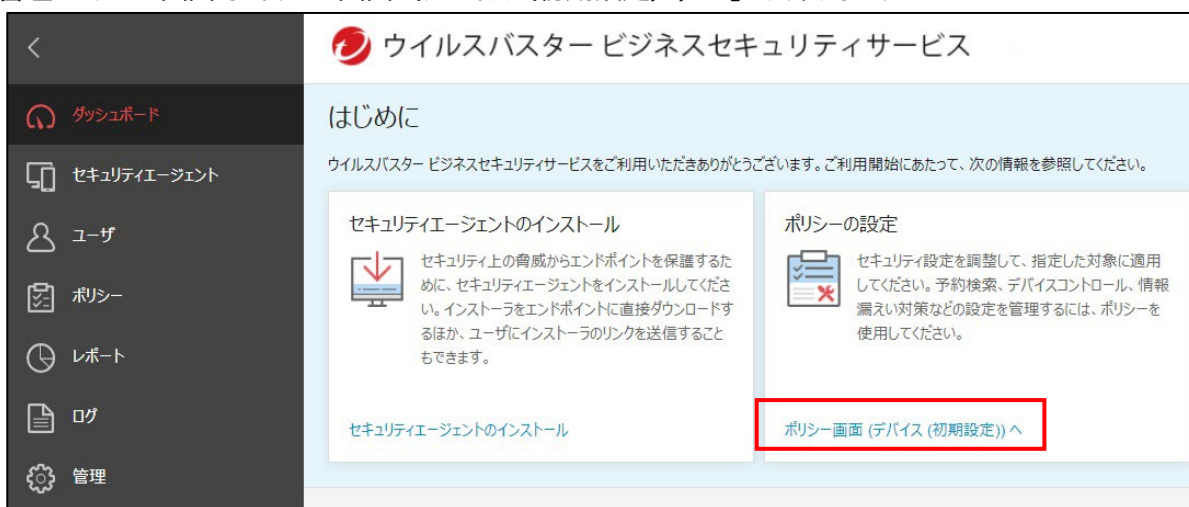 ウイルスバスター ビジネスセキュリティサービス
ダッシュボード
セキュリティエージェント
ユーザ
ポリシー
レポート
ログ
管理
はじめに
ウイルスバスター ビジネスセキュリティサービスをご利用いただきありがとうございます。ご利用開始にあたって、次の情報を参照してください。
セキュリティエージェントのインストール
セキュリティ上の脅威からエンドポイントを保護するた
めに、セキュリティエージェントをインストールしてくださ
い。インストーラをエンドポイントに直接ダウンロードす
るほか、ユーザにインストーラのリンクを送信すること
もできます。
セキュリティエージェントのインストール
ポリシーの設定
セキュリティ設定を調整して、指定した対象に適用
してください。予約検索、デバイスコントロール、情報
漏えい対策などの設定を管理するには、ポリシーを
使用してください。
ポリシー画面 (デバイス (初期設定)) へ